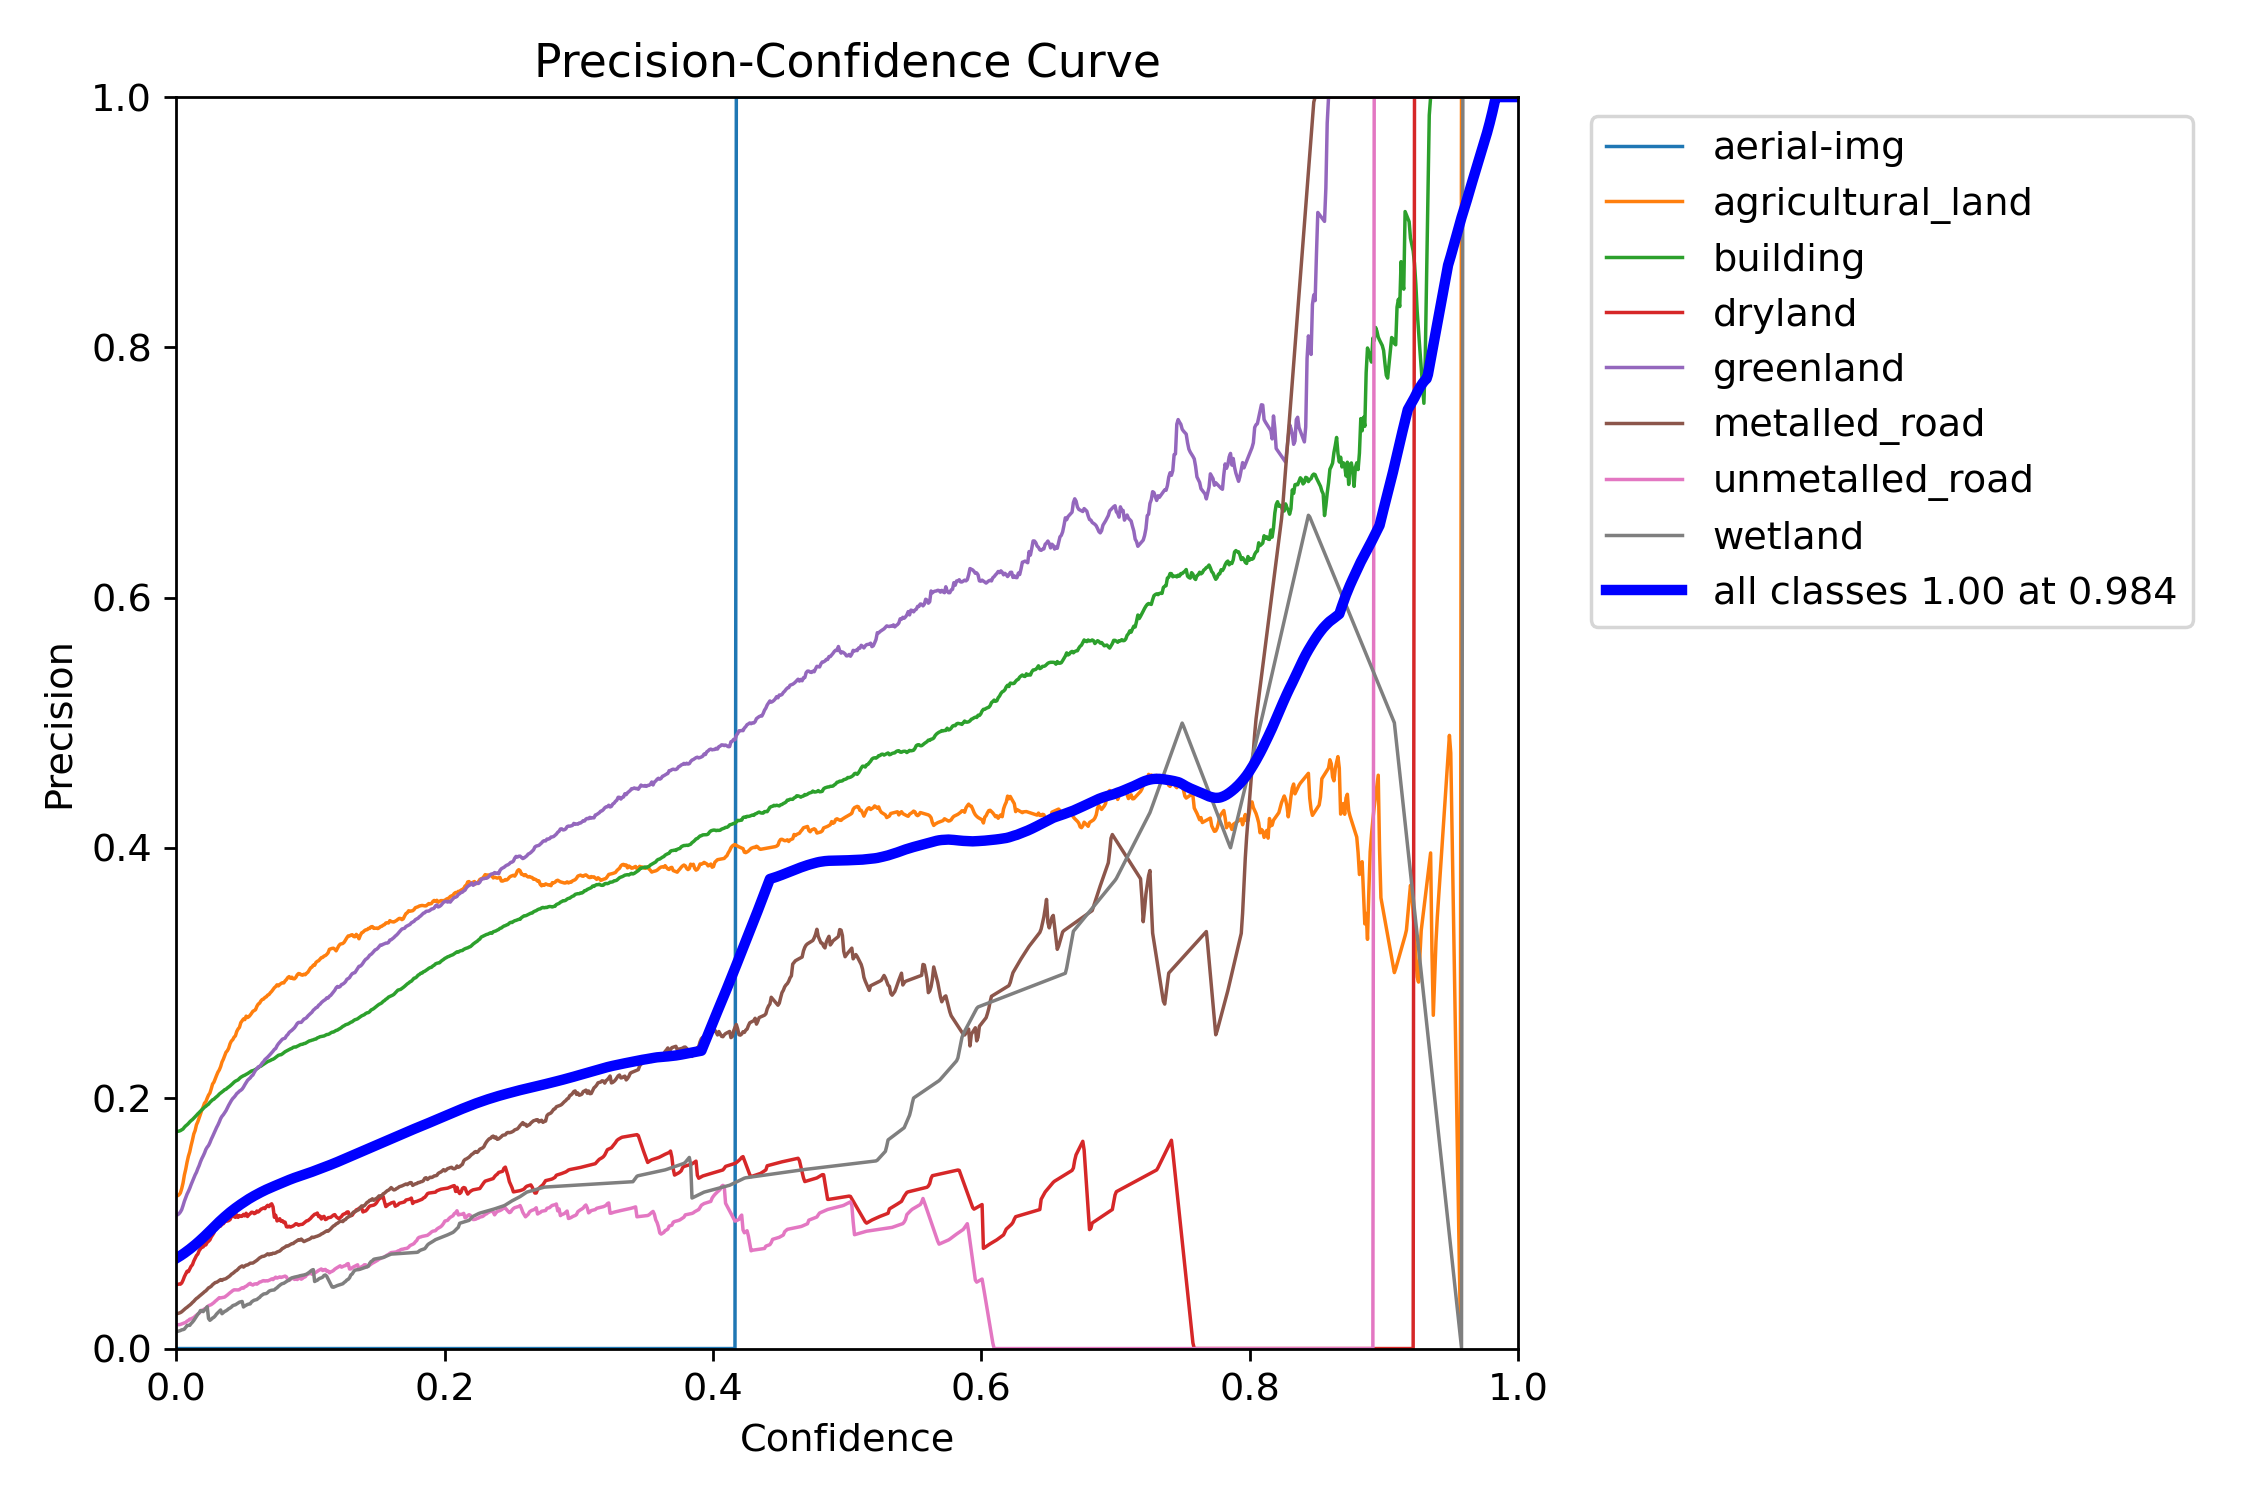 Precision-Confidence Curve
1.0
0.8
0.6
0.4
0.2
0.0
Precision
0.0 0.2 0.4 0.6 0.8 1.0
Confidence
aerial-img
agricultural_land
building
dryland
greenland
metalled_road
unmetalled_road
wetland
all classes 1.00 at 0.984